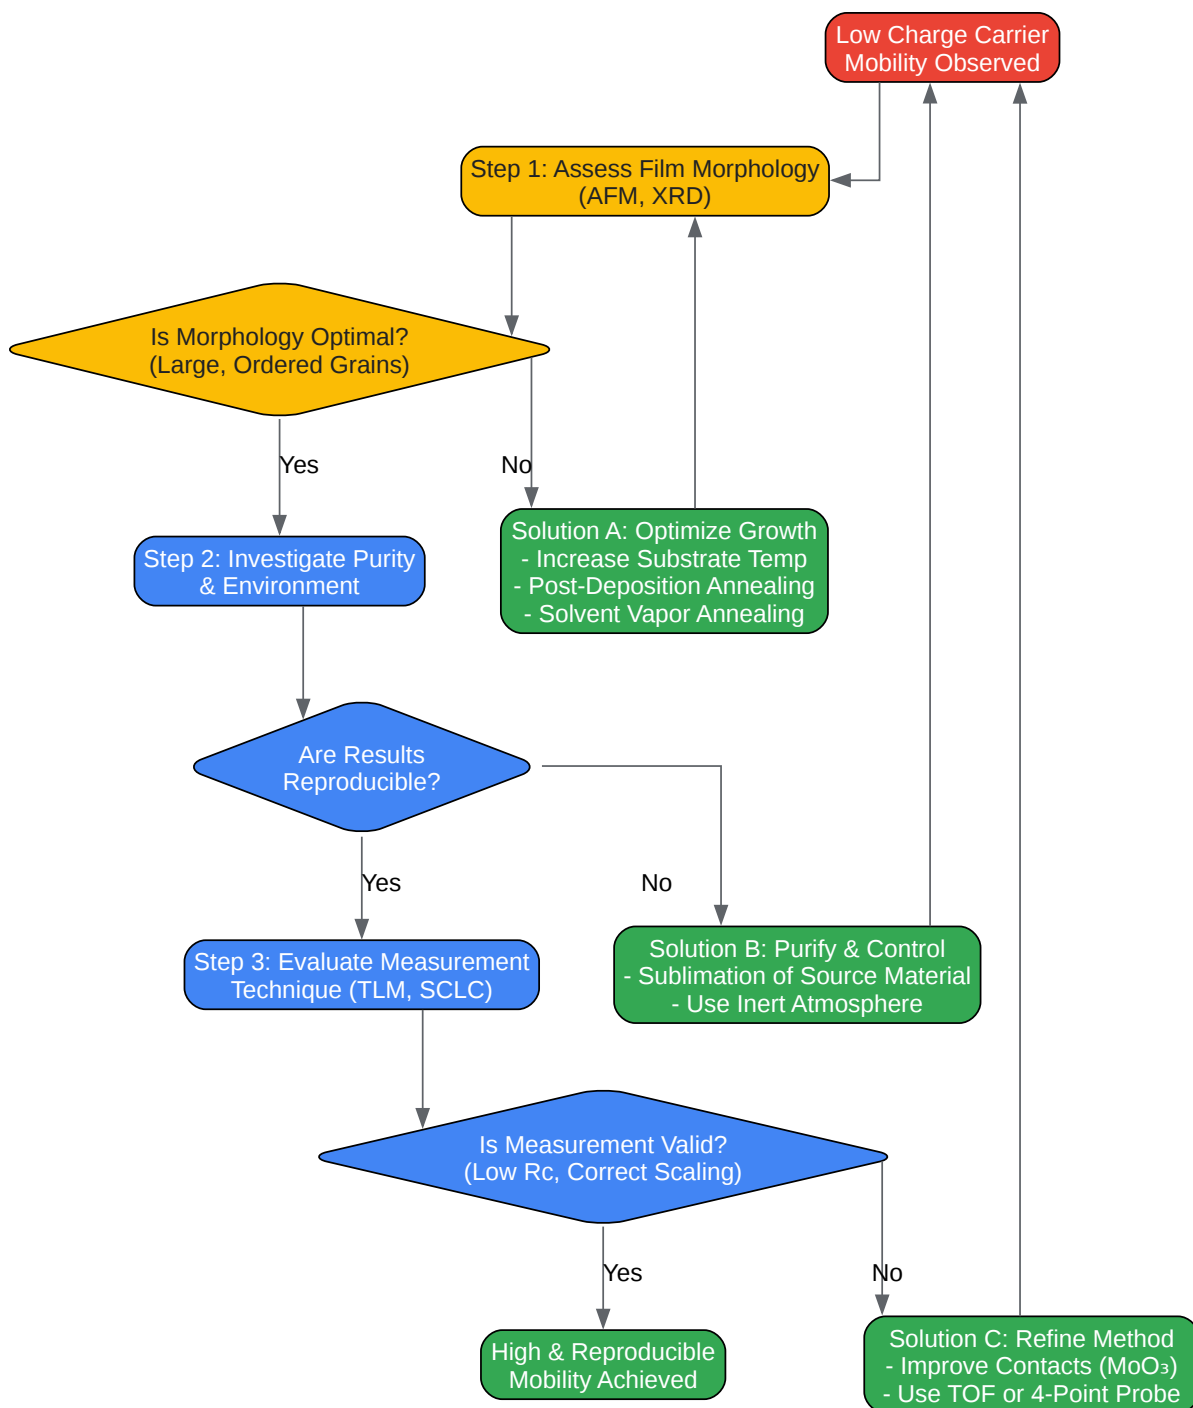 Low Charge Carrier
Mobility Observed
Step 1: Assess Film Morphology
(AFM, XRD)
Is Morphology Optimal?
(Large, Ordered Grains)
Yes
No
Solution A: Optimize Growth
- Increase Substrate Temp
- Post-Deposition Annealing
- Solvent Vapor Annealing
Step 2: Investigate Purity
& Environment
Are Results
Reproducible?
Yes
No
Solution B: Purify & Control
- Sublimation of Source Material
- Use Inert Atmosphere
Step 3: Evaluate Measurement
Technique (TLM, SCLC)
Is Measurement Valid?
(Low Rc, Correct Scaling)
Yes
No
High & Reproducible
Mobility Achieved
Solution C: Refine Method
- Improve Contacts (MoO₃)
- Use TOF or 4-Point Probe